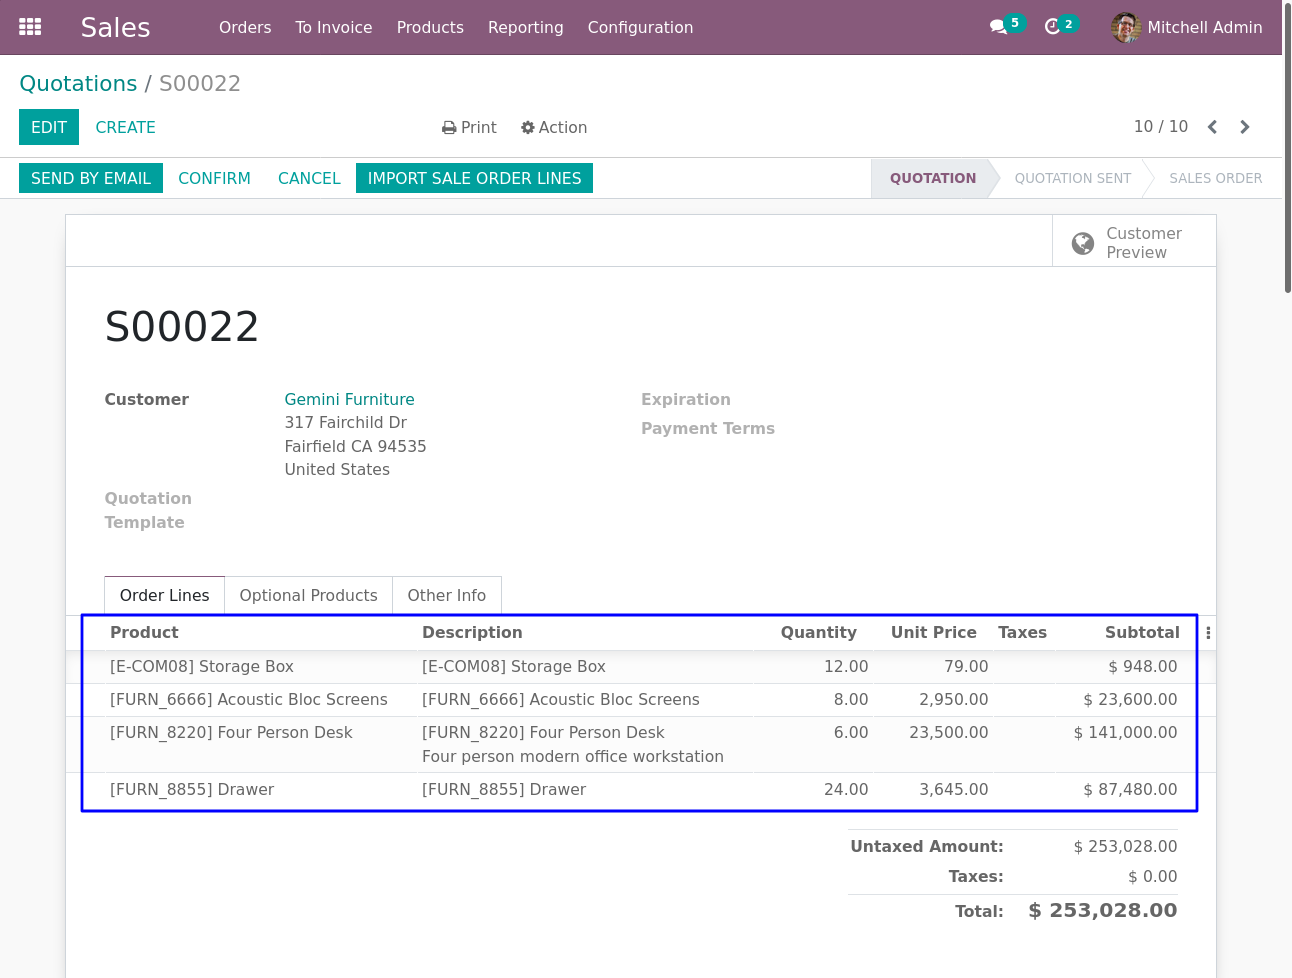 Sales Orders To Invoice Products Reporting Configuration 5 2 Mitchell Admin
Quotations / S00022
EDIT CREATE Print Action 10 / 10
SEND BY EMAIL CONFIRM CANCEL IMPORT SALE ORDER LINES QUOTATION QUOTATION SENT SALES ORDER
Customer
Preview
S00022
Customer Gemini Furniture Expiration
317 Fairchild Dr
Payment Terms
Fairfield CA 94535
United States
Quotation
Template
Order Lines Optional Products Other Info
Product Description Quantity Unit Price Taxes Subtotal
[E-COM08] Storage Box [E-COM08] Storage Box 12.00 79.00 $ 948.00
[FURN_6666] Acoustic Bloc Screens [FURN_6666] Acoustic Bloc Screens 8.00 2,950.00 $ 23,600.00
[FURN_8220] Four Person Desk [FURN_8220] Four Person Desk 6.00 23,500.00 $ 141,000.00
Four person modern office workstation
[FURN_8855] Drawer [FURN_8855] Drawer 24.00 3,645.00 $ 87,480.00
Untaxed Amount: $ 253,028.00
Taxes: $ 0.00
Total: $ 253,028.00